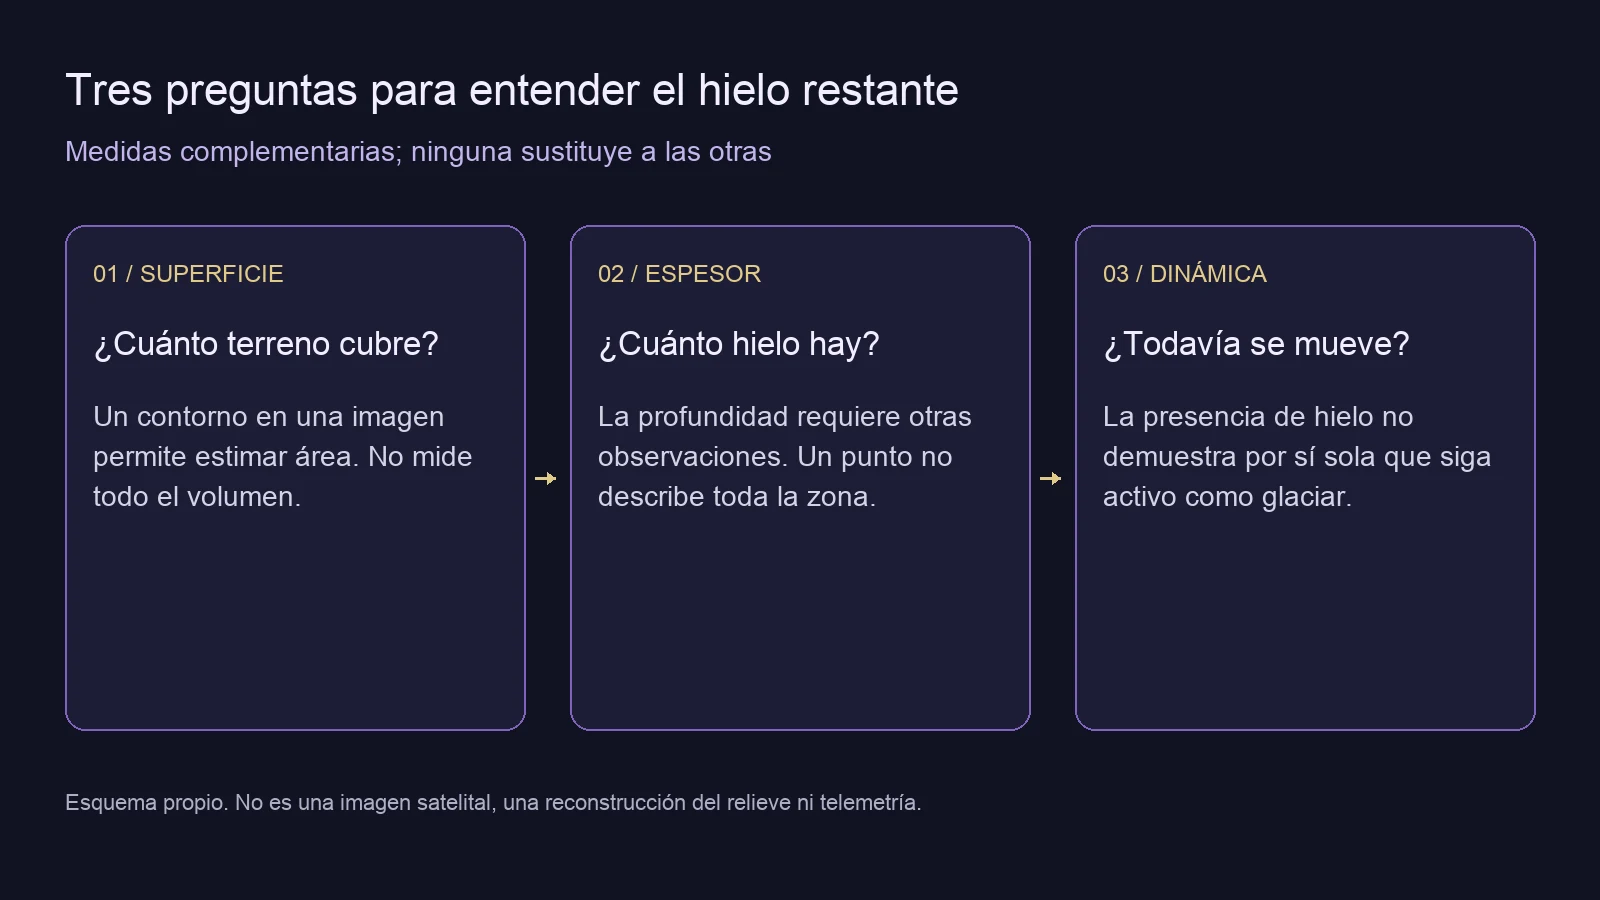 Tres preguntas para entender el hielo restante
Medidas complementarias; ninguna sustituye a las otras
01 / SUPERFICIE
¿Cuánto terreno cubre?
Un contorno en una imagen
permite estimar área. No mide
todo el volumen.
02 / ESPESOR
¿Cuánto hielo hay?
La profundidad requiere otras
observaciones. Un punto no
describe toda la zona.
03 / DINÁMICA
¿Todavía se mueve?
La presencia de hielo no
demuestra por sí sola que siga
activo como glaciar.
Esquema propio. No es una imagen satelital, una reconstrucción del relieve ni telemetría.